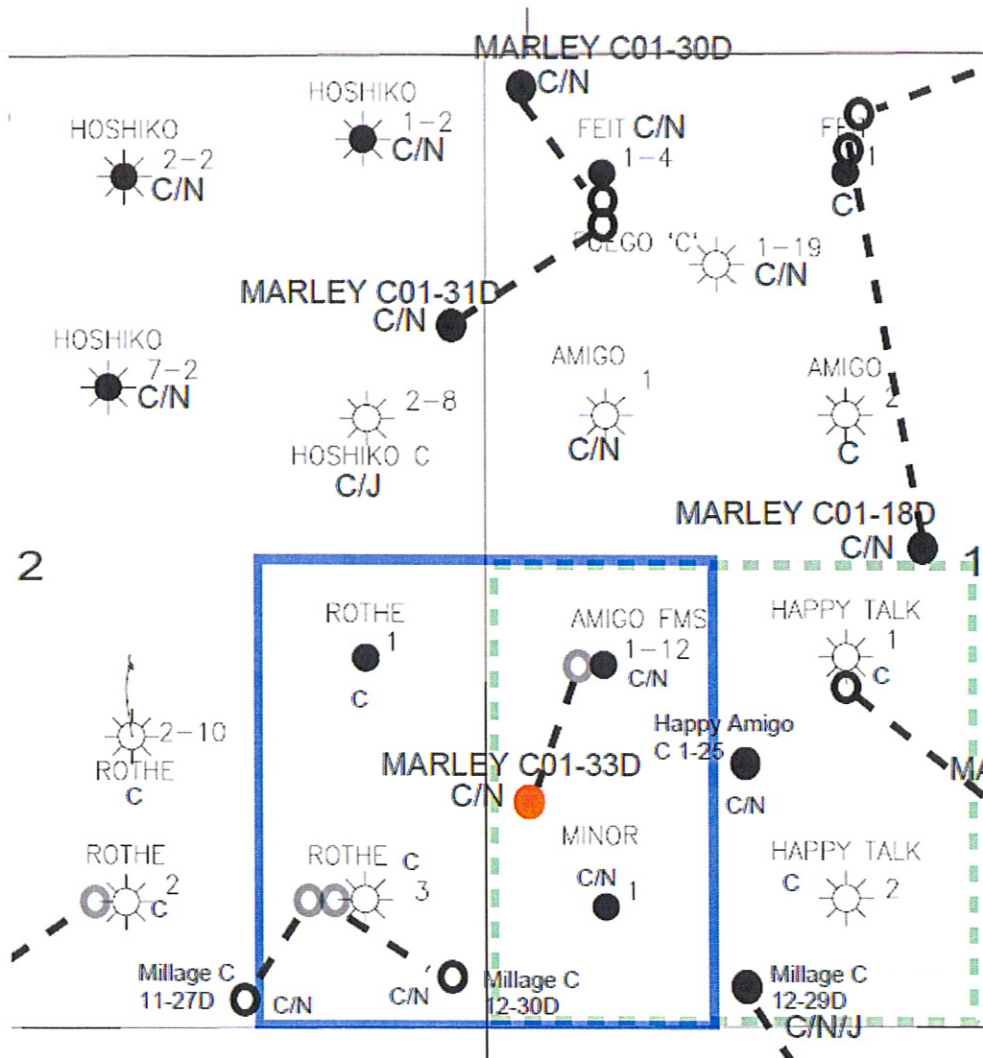 MARLEY C01-30D
C/N
HOSHIKO
1-2
C/N
HOSHIKO
2-2
C/N
FEIT C/N
1-4
1
C
FUEGO 'C'
1-19
C/N
MARLEY C01-31D
C/N
HOSHIKO
7-2
C/N
2-8
HOSHIKO C
C/J
AMIGO
1
C/N
AMIGO
2
C
MARLEY C01-18D
C/N
2
1
ROTHE
1
C
AMIGO FMS
1-12
C/N
HAPPY TALK
1
C
2-10
ROTHE
C
Happy Amigo
C 1-25
C/N
MARLEY C01-33D
C/N
MA
ROTHE
2
C
ROTHE C
3
MINOR
C/N
1
HAPPY TALK
C
2
Millage C
11-27D
C/N
C/N
Millage C
12-30D
Millage C
12-29D
C/N/J